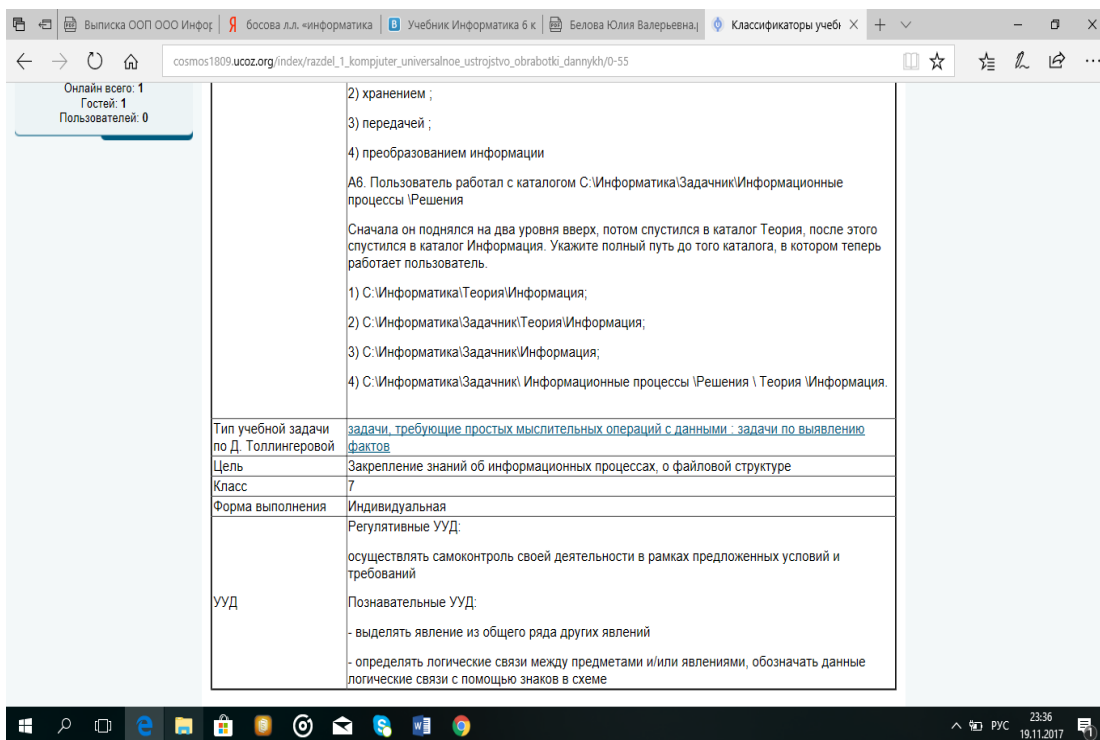 Выписка ООП ООО Инфор
босова л.л. «информатика
Учебник Информатика 6 к
Белова Юлия Валерьевна.р
Классификаторы учебн
cosmos1809.ucoz.org/index/razdel_1_kompjuter_universalnoe_ustrojstvo_obrabotki_dannykh/0-55
Онлайн всего: 1
Гостей: 1
Пользователей: 0
2) хранением ;
3) передачей ;
4) преобразованием информации
А6. Пользователь работал с каталогом С:\Информатика\Задачник\Информационные
процессы \Решения
Сначала он поднялся на два уровня вверх, потом спустился в каталог Теория, после этого
спустился в каталог Информация. Укажите полный путь до того каталога, в котором теперь
работает пользователь.
1) С:\Информатика\Теория\Информация;
2) С:\Информатика\Задачник\Теория\Информация;
3) С:\Информатика\Задачник\Информация;
4) С:\Информатика\Задачник\ Информационные процессы \Решения \ Теория \Информация.
Тип учебной задачи
по Д. Толлингеровой
задачи, требующие простых мыслительных операций с данными : задачи по выявлению
фактов
Цель
Закрепление знаний об информационных процессах, о файловой структуре
Класс
7
Форма выполнения
Индивидуальная
УУД
Регулятивные УУД:
осуществлять самоконтроль своей деятельности в рамках предложенных условий и
требований
Познавательные УУД:
- выделять явление из общего ряда других явлений
- определять логические связи между предметами и/или явлениями, обозначать данные
логические связи с помощью знаков в схеме
РУС
23:36
19.11.2017